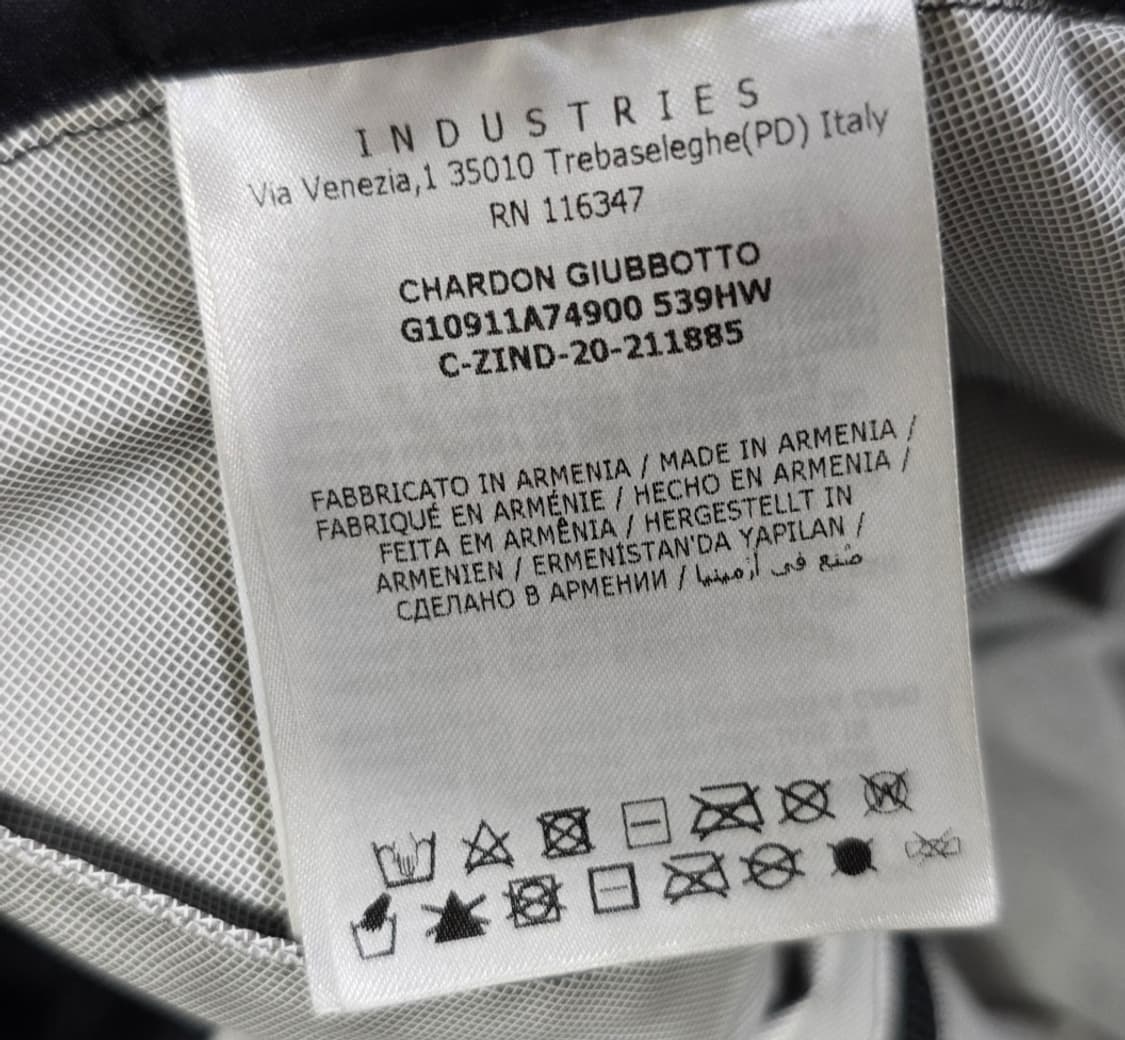 INDUSTRIES
Via Venezia,1 35010 Trebaseleghe(PD) Italy
RN 116347
CHARDON GIUBBOTTO
G10911A74900 539HW
C-ZIND-20-211885
FABBRICATO IN ARMENIA / MADE IN ARMENIA /
FABRIQUÉ EN ARMÉNIE / HECHO EN ARMENIA /
FEITA EM ARMÊNIA / HERGESTELLT IN
ARMENIEN / ERMENİSTAN'DA YAPILAN /
СДЕЛАНО В АРМЕНИИ / صُنع في أرمينيا
W